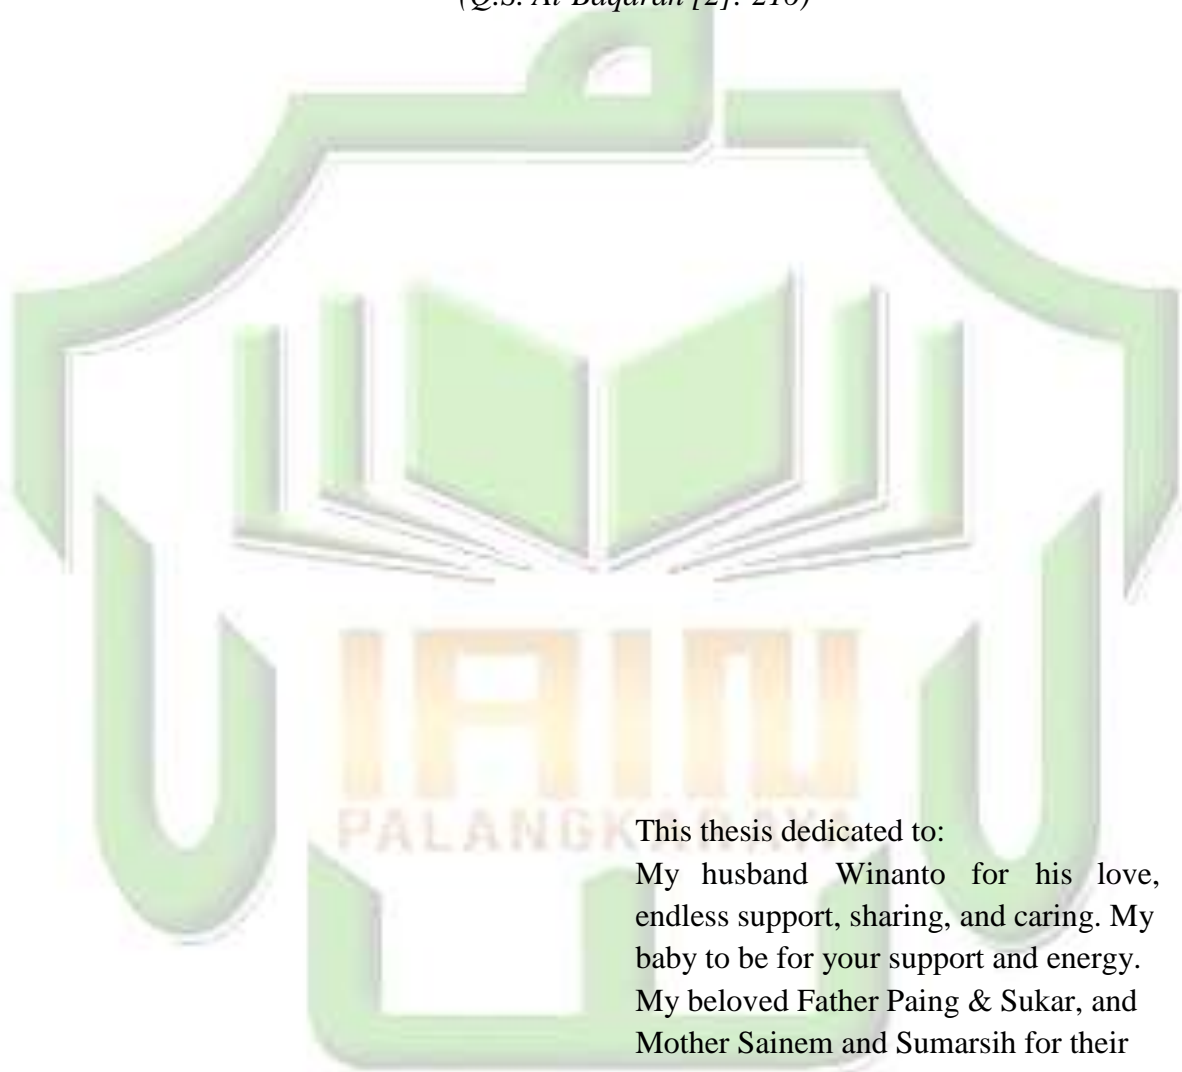 (Q.S. Al-Baqarah [2]: 216)
IAIN
PALANGKARAYA
This thesis dedicated to:
My husband Winanto for his love,
endless support, sharing, and caring. My
baby to be for your support and energy.
My beloved Father Paing & Sukar, and
Mother Sainem and Sumarsih for their